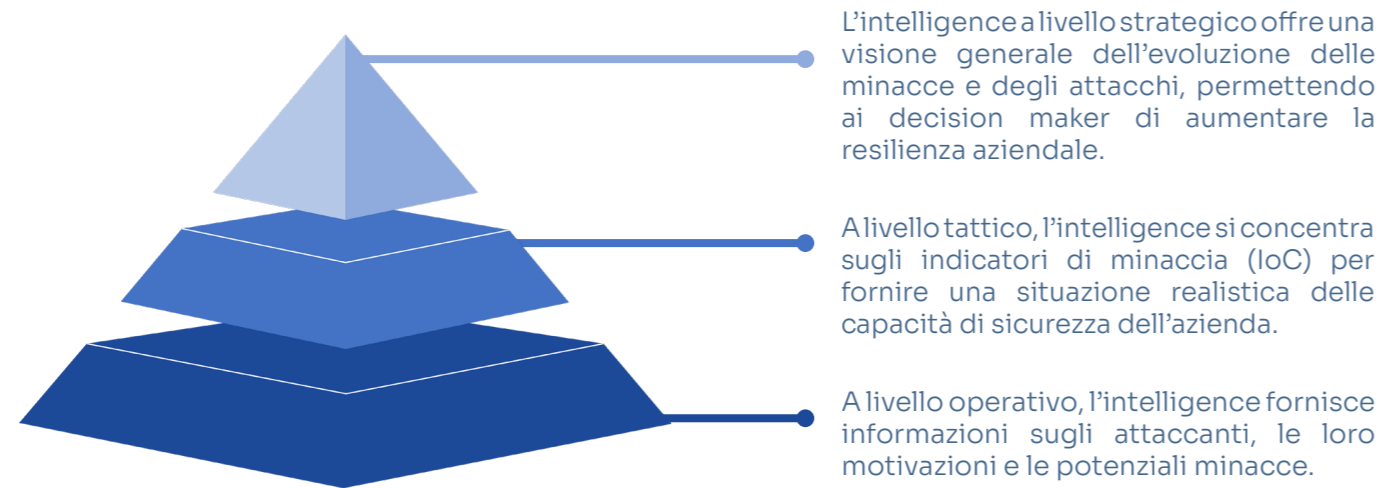 L'intelligence a livello strategico offre una
visione generale dell'evoluzione delle
minacce e degli attacchi, permettendo
ai decision maker di aumentare la
resilienza aziendale.
A livello tattico, l'intelligence si concentra
sugli indicatori di minaccia (IoC) per
fornire una situazione realistica delle
capacità di sicurezza dell'azienda.
A livello operativo, l'intelligence fornisce
informazioni sugli attaccanti, le loro
motivazioni e le potenziali minacce.